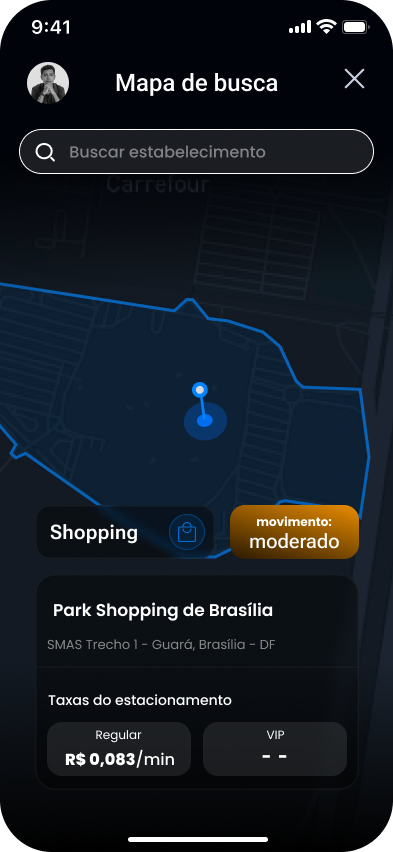 9:41
Mapa de busca
Buscar estabelecimento
Carrefour
Shopping
movimento:
moderado
Park Shopping de Brasília
SMAS Trecho 1 - Guará, Brasília - DF
Taxas do estacionamento
Regular
R$ 0,083/min
VIP
- -